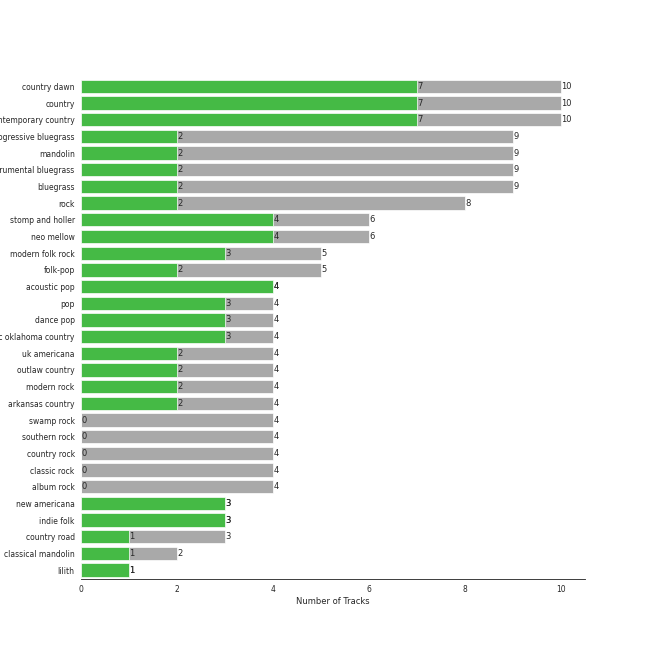 country dawn 7 10
country 7 10
ntemporary country 7 10
ogressive bluegrass 2 9
mandolin 2 9
rumental bluegrass 2 9
bluegrass 2 9
rock 2 8
stomp and holler 4 6
neo mellow 4 6
modern folk rock 3 5
folk-pop 2 5
acoustic pop 4
pop 3 4
dance pop 3 4
c oklahoma country 3 4
uk americana 2 4
outlaw country 2 4
modern rock 2 4
arkansas country 2 4
swamp rock 0 4
southern rock 0 4
country rock 0 4
classic rock 0 4
album rock 0 4
new americana 3
indie folk 3
country road 1 3
classical mandolin 1 2
lilith 1
0 2 4 6 8 10
Number of Tracks